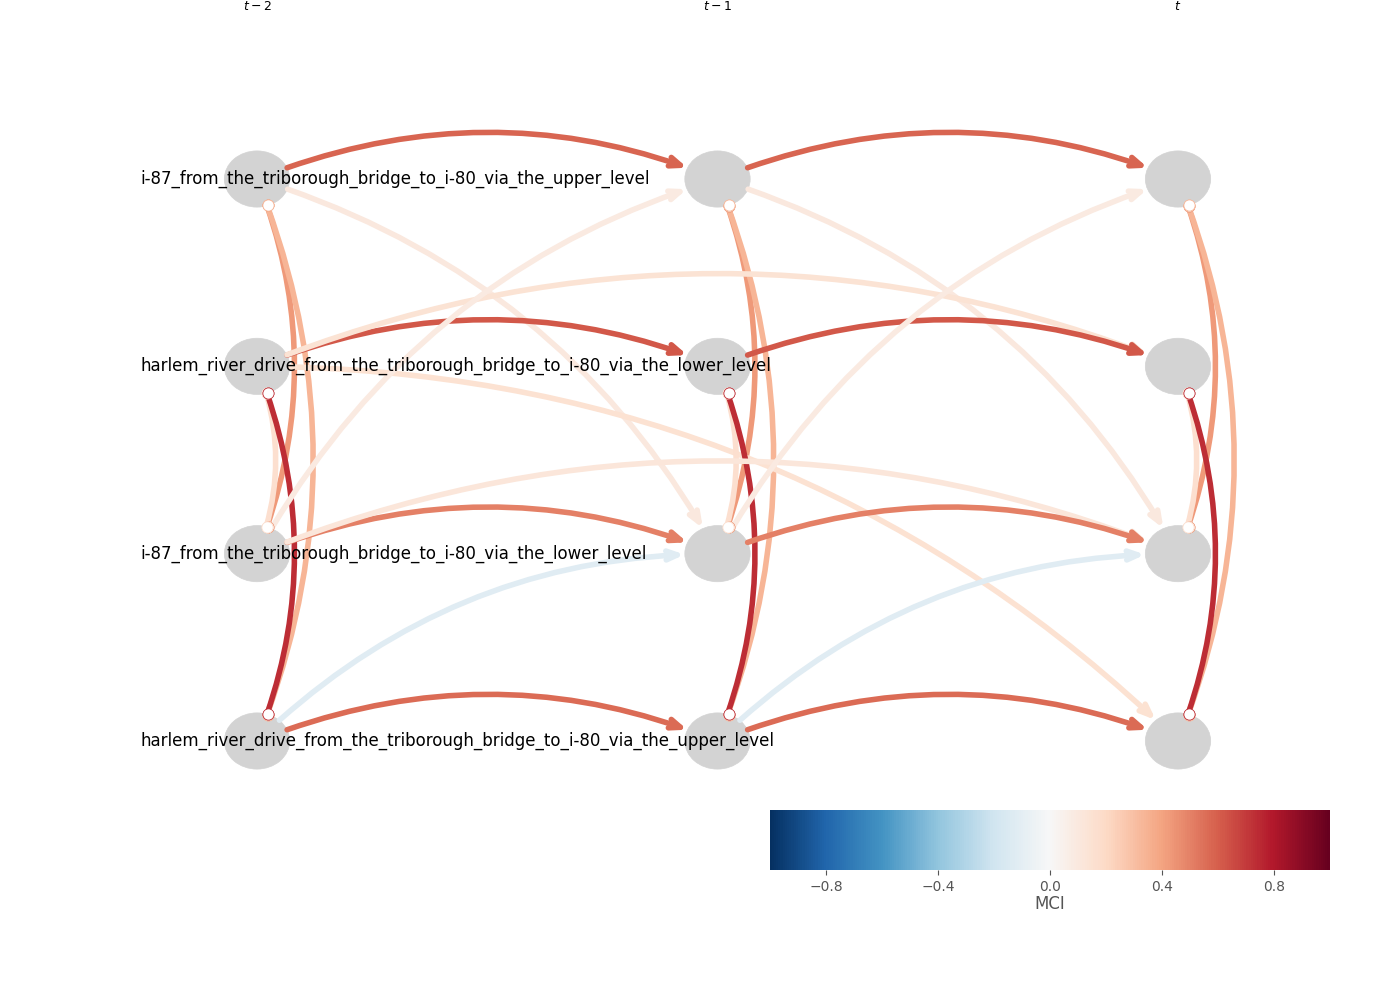 t − 2 t − 1 t
i-87_from_the_triborough_bridge_to_i-80_via_the_upper_level
harlem_river_drive_from_the_triborough_bridge_to_i-80_via_the_lower_level
i-87_from_the_triborough_bridge_to_i-80_via_the_lower_level
harlem_river_drive_from_the_triborough_bridge_to_i-80_via_the_upper_level
−0.8 −0.4 0.0 0.4 0.8
MCI